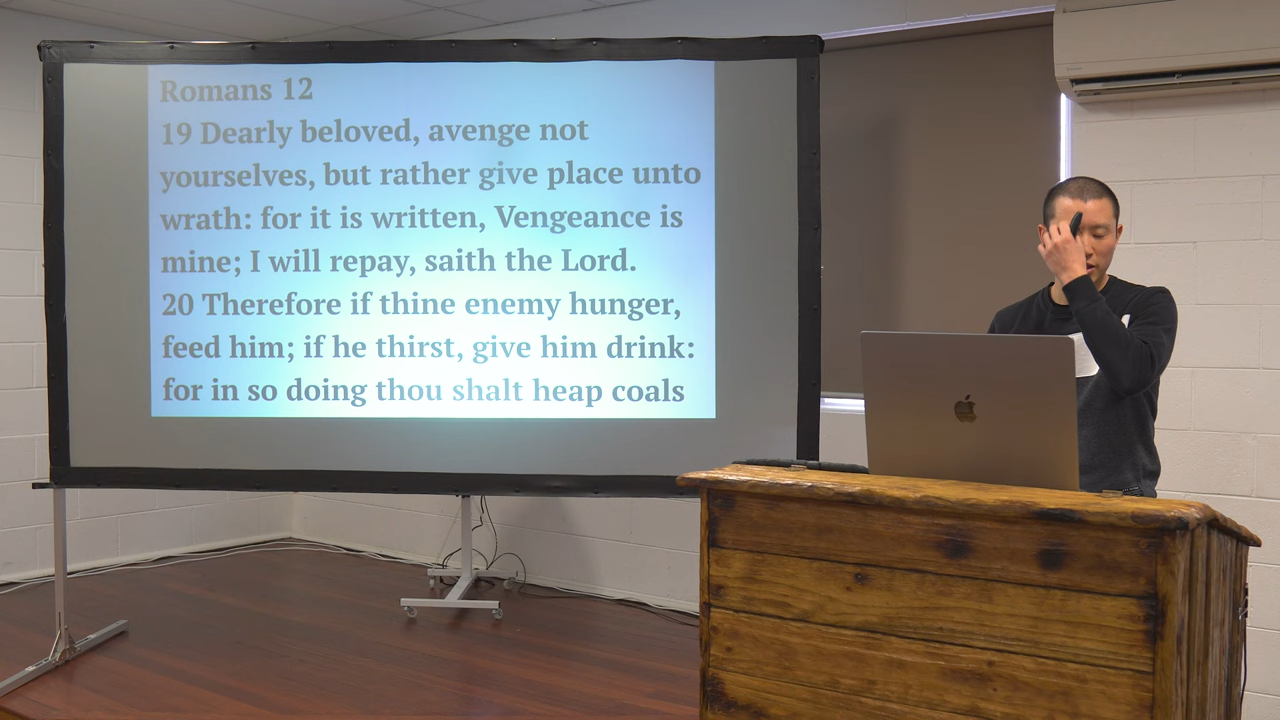 Romans 12
19 Dearly beloved, avenge not
yourselves, but rather give place unto
wrath: for it is written, Vengeance is
mine; I will repay, saith the Lord.
20 Therefore if thine enemy hunger,
feed him; if he thirst, give him drink:
for in so doing thou shalt heap coals